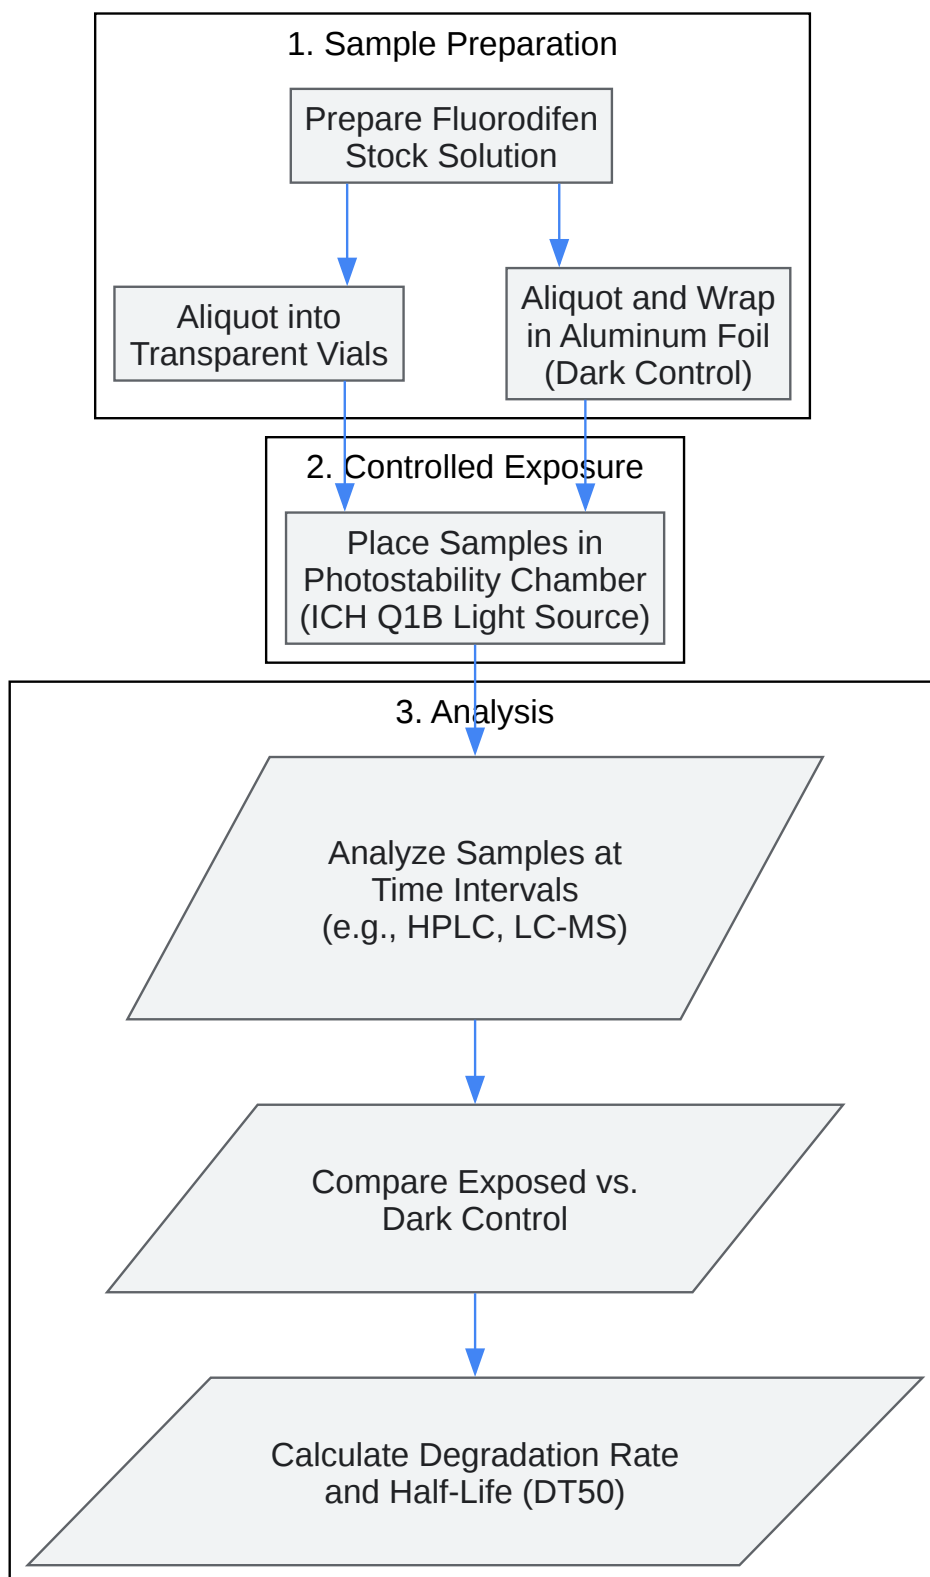 1. Sample Preparation
Prepare Fluorodifen
Stock Solution
Aliquot into
Transparent Vials
Aliquot and Wrap
in Aluminum Foil
(Dark Control)
2. Controlled Exposure
Place Samples in
Photostability Chamber
(ICH Q1B Light Source)
3. Analysis
Analyze Samples at
Time Intervals
(e.g., HPLC, LC-MS)
Compare Exposed vs.
Dark Control
Calculate Degradation Rate
and Half-Life (DT50)